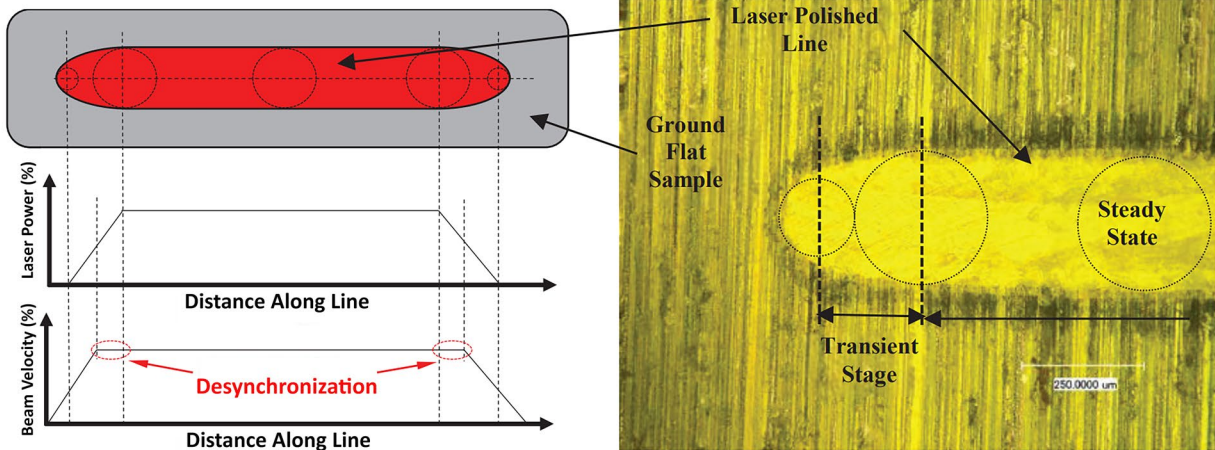 Laser Polished
Line
Ground
Flat
Sample
Laser Power (%)
Distance Along Line
Beam Velocity (%)
Desynchronization
Distance Along Line
Steady
State
Transient
Stage
250.0000 um